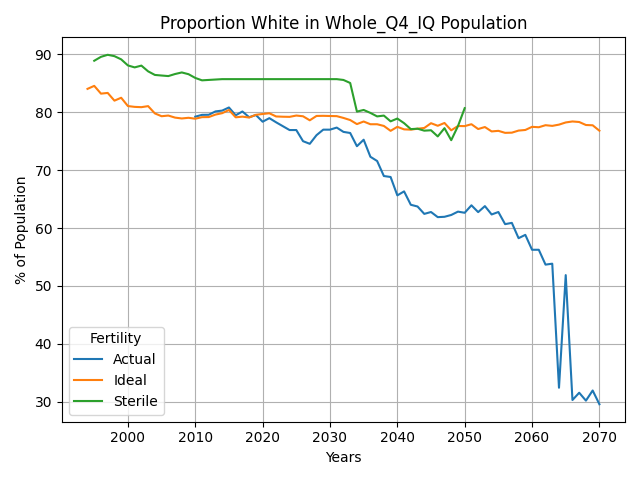 Proportion White in Whole_Q4_IQ Population
% of Population
90
80
70
60
50
40
30
Fertility
Actual
Ideal
Sterile
2000 2010 2020 2030 2040 2050 2060 2070
Years